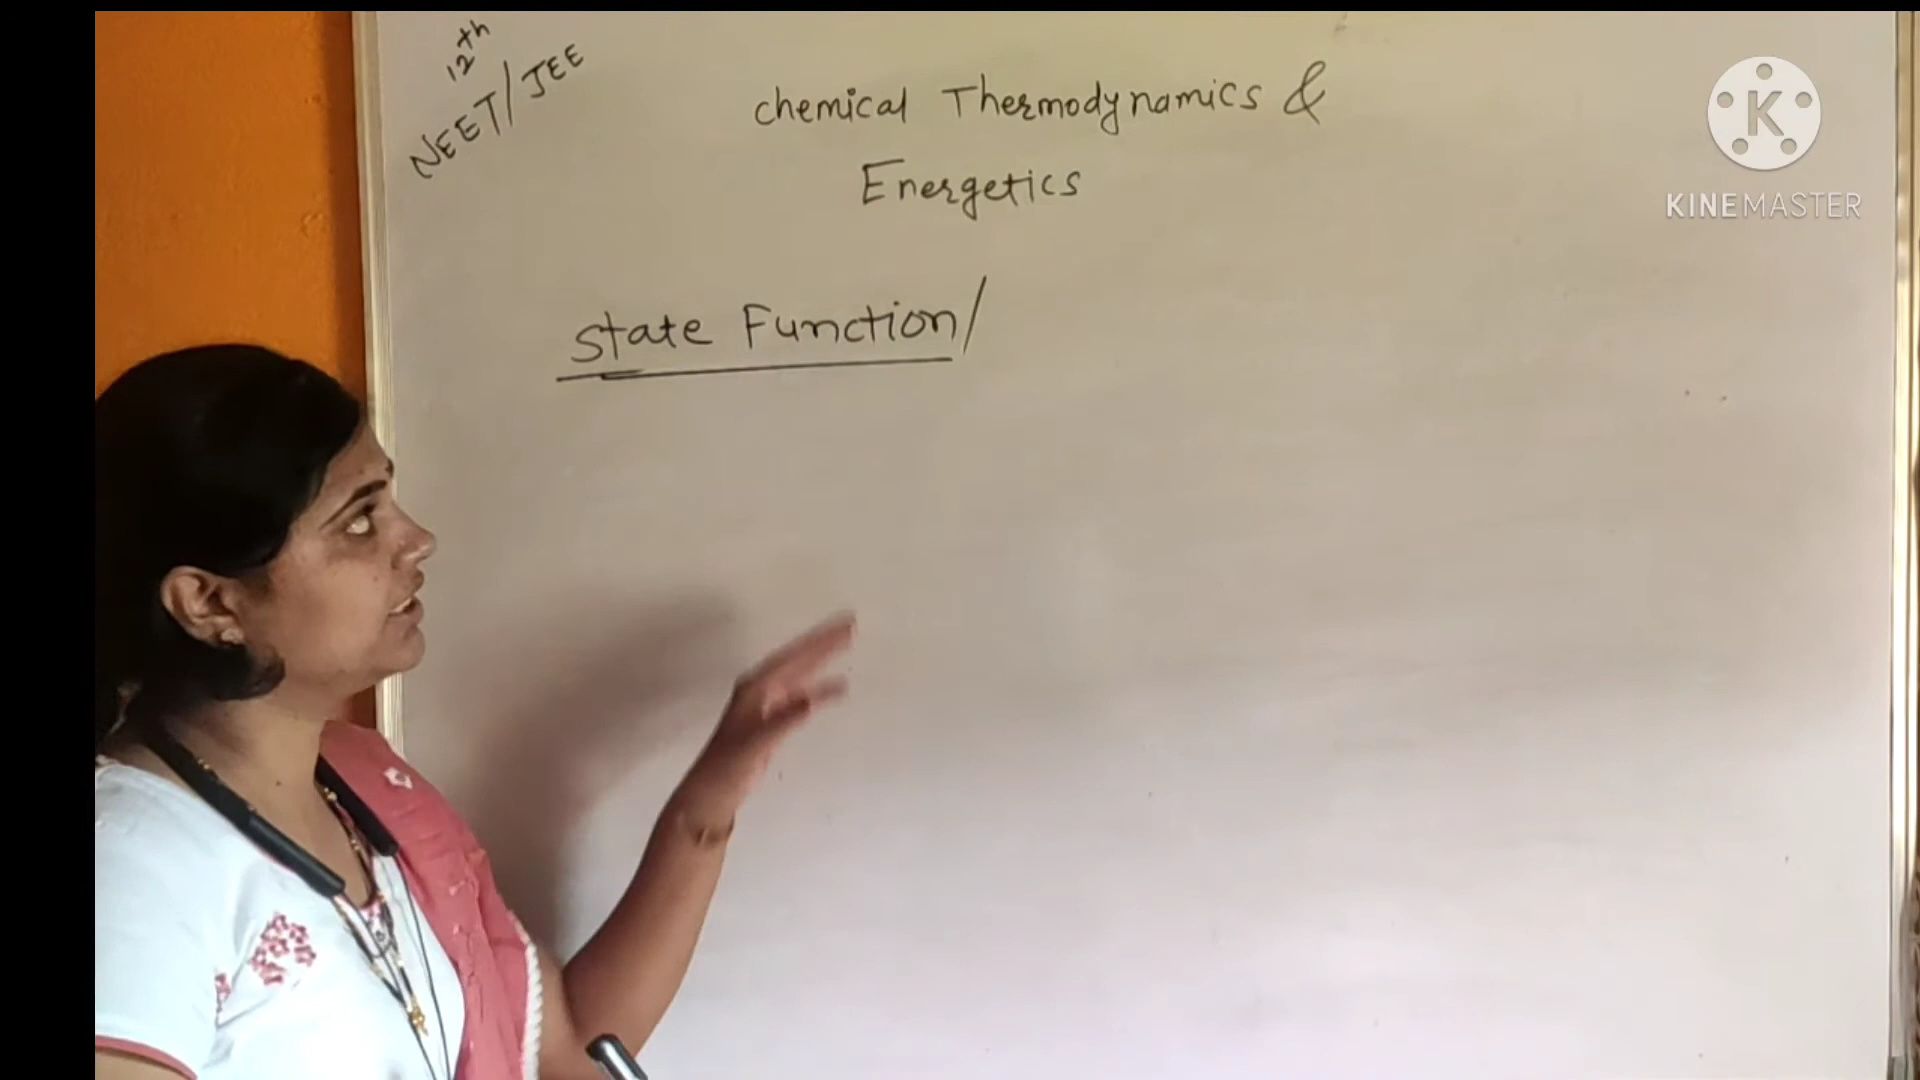 12th
NEET/JEE
chemical Thermodynamics &
Energetics
State Function/
K
KINEMASTER